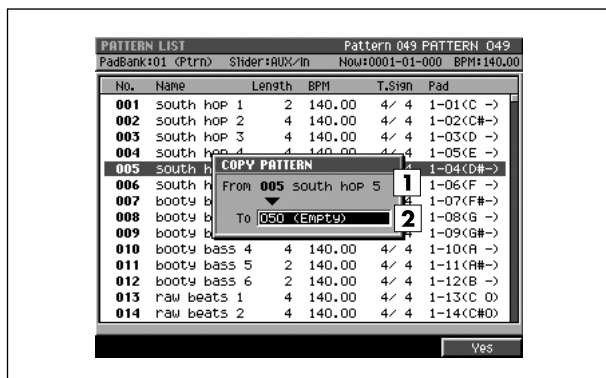 PATTERN LIST Pattern 049 PATTERN 049
PadBank:01 (Ptrn) Slider:AUX/In Now:0001-01-000 BPM:140.00
No. Name Length BPM T.Sign Pad
001 south hop 1 2 140.00 4/ 4 1-01(C -)
002 south hop 2 4 140.00 4/ 4 1-02(C#-)
003 south hop 3 4 140.00 4/ 4 1-03(D -)
004 south hop 4 4 140.00 4/ 4 1-05(E -)
005 south h 4 1-04(D#-)
COPY PATTERN
006 south h 4 1-06(F -)
From 005 south hop 5 1
007 booty b 4 1-07(F#-)
008 booty b 4 1-08(G -)
To 050 (Empty) 2
009 booty b 4 1-09(G#-)
010 booty bass 4 4 140.00 4/ 4 1-10(A -)
011 booty bass 5 2 140.00 4/ 4 1-11(A#-)
012 booty bass 6 2 140.00 4/ 4 1-12(B -)
013 raw beats 1 4 140.00 4/ 4 1-13(C 0)
014 raw beats 2 4 140.00 4/ 4 1-14(C#0)
Yes